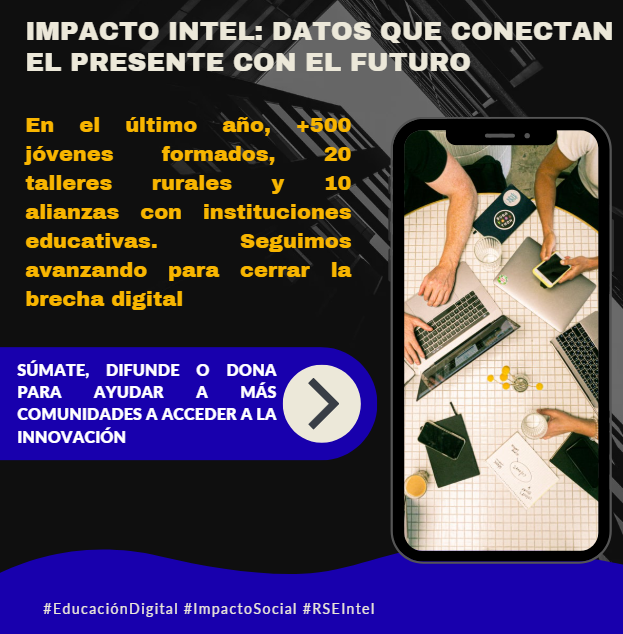 IMPACTO INTEL: DATOS QUE CONECTAN
EL PRESENTE CON EL FUTURO
En el último año, +500
jóvenes formados, 20
talleres rurales y 10
alianzas con instituciones
educativas. Seguimos
avanzando para cerrar la
brecha digital
SÚMATE, DIFUNDE O DONA
PARA AYUDAR A MÁS
COMUNIDADES A ACCEDER A LA
INNOVACIÓN
#EducaciónDigital #ImpactoSocial #RSEIntel